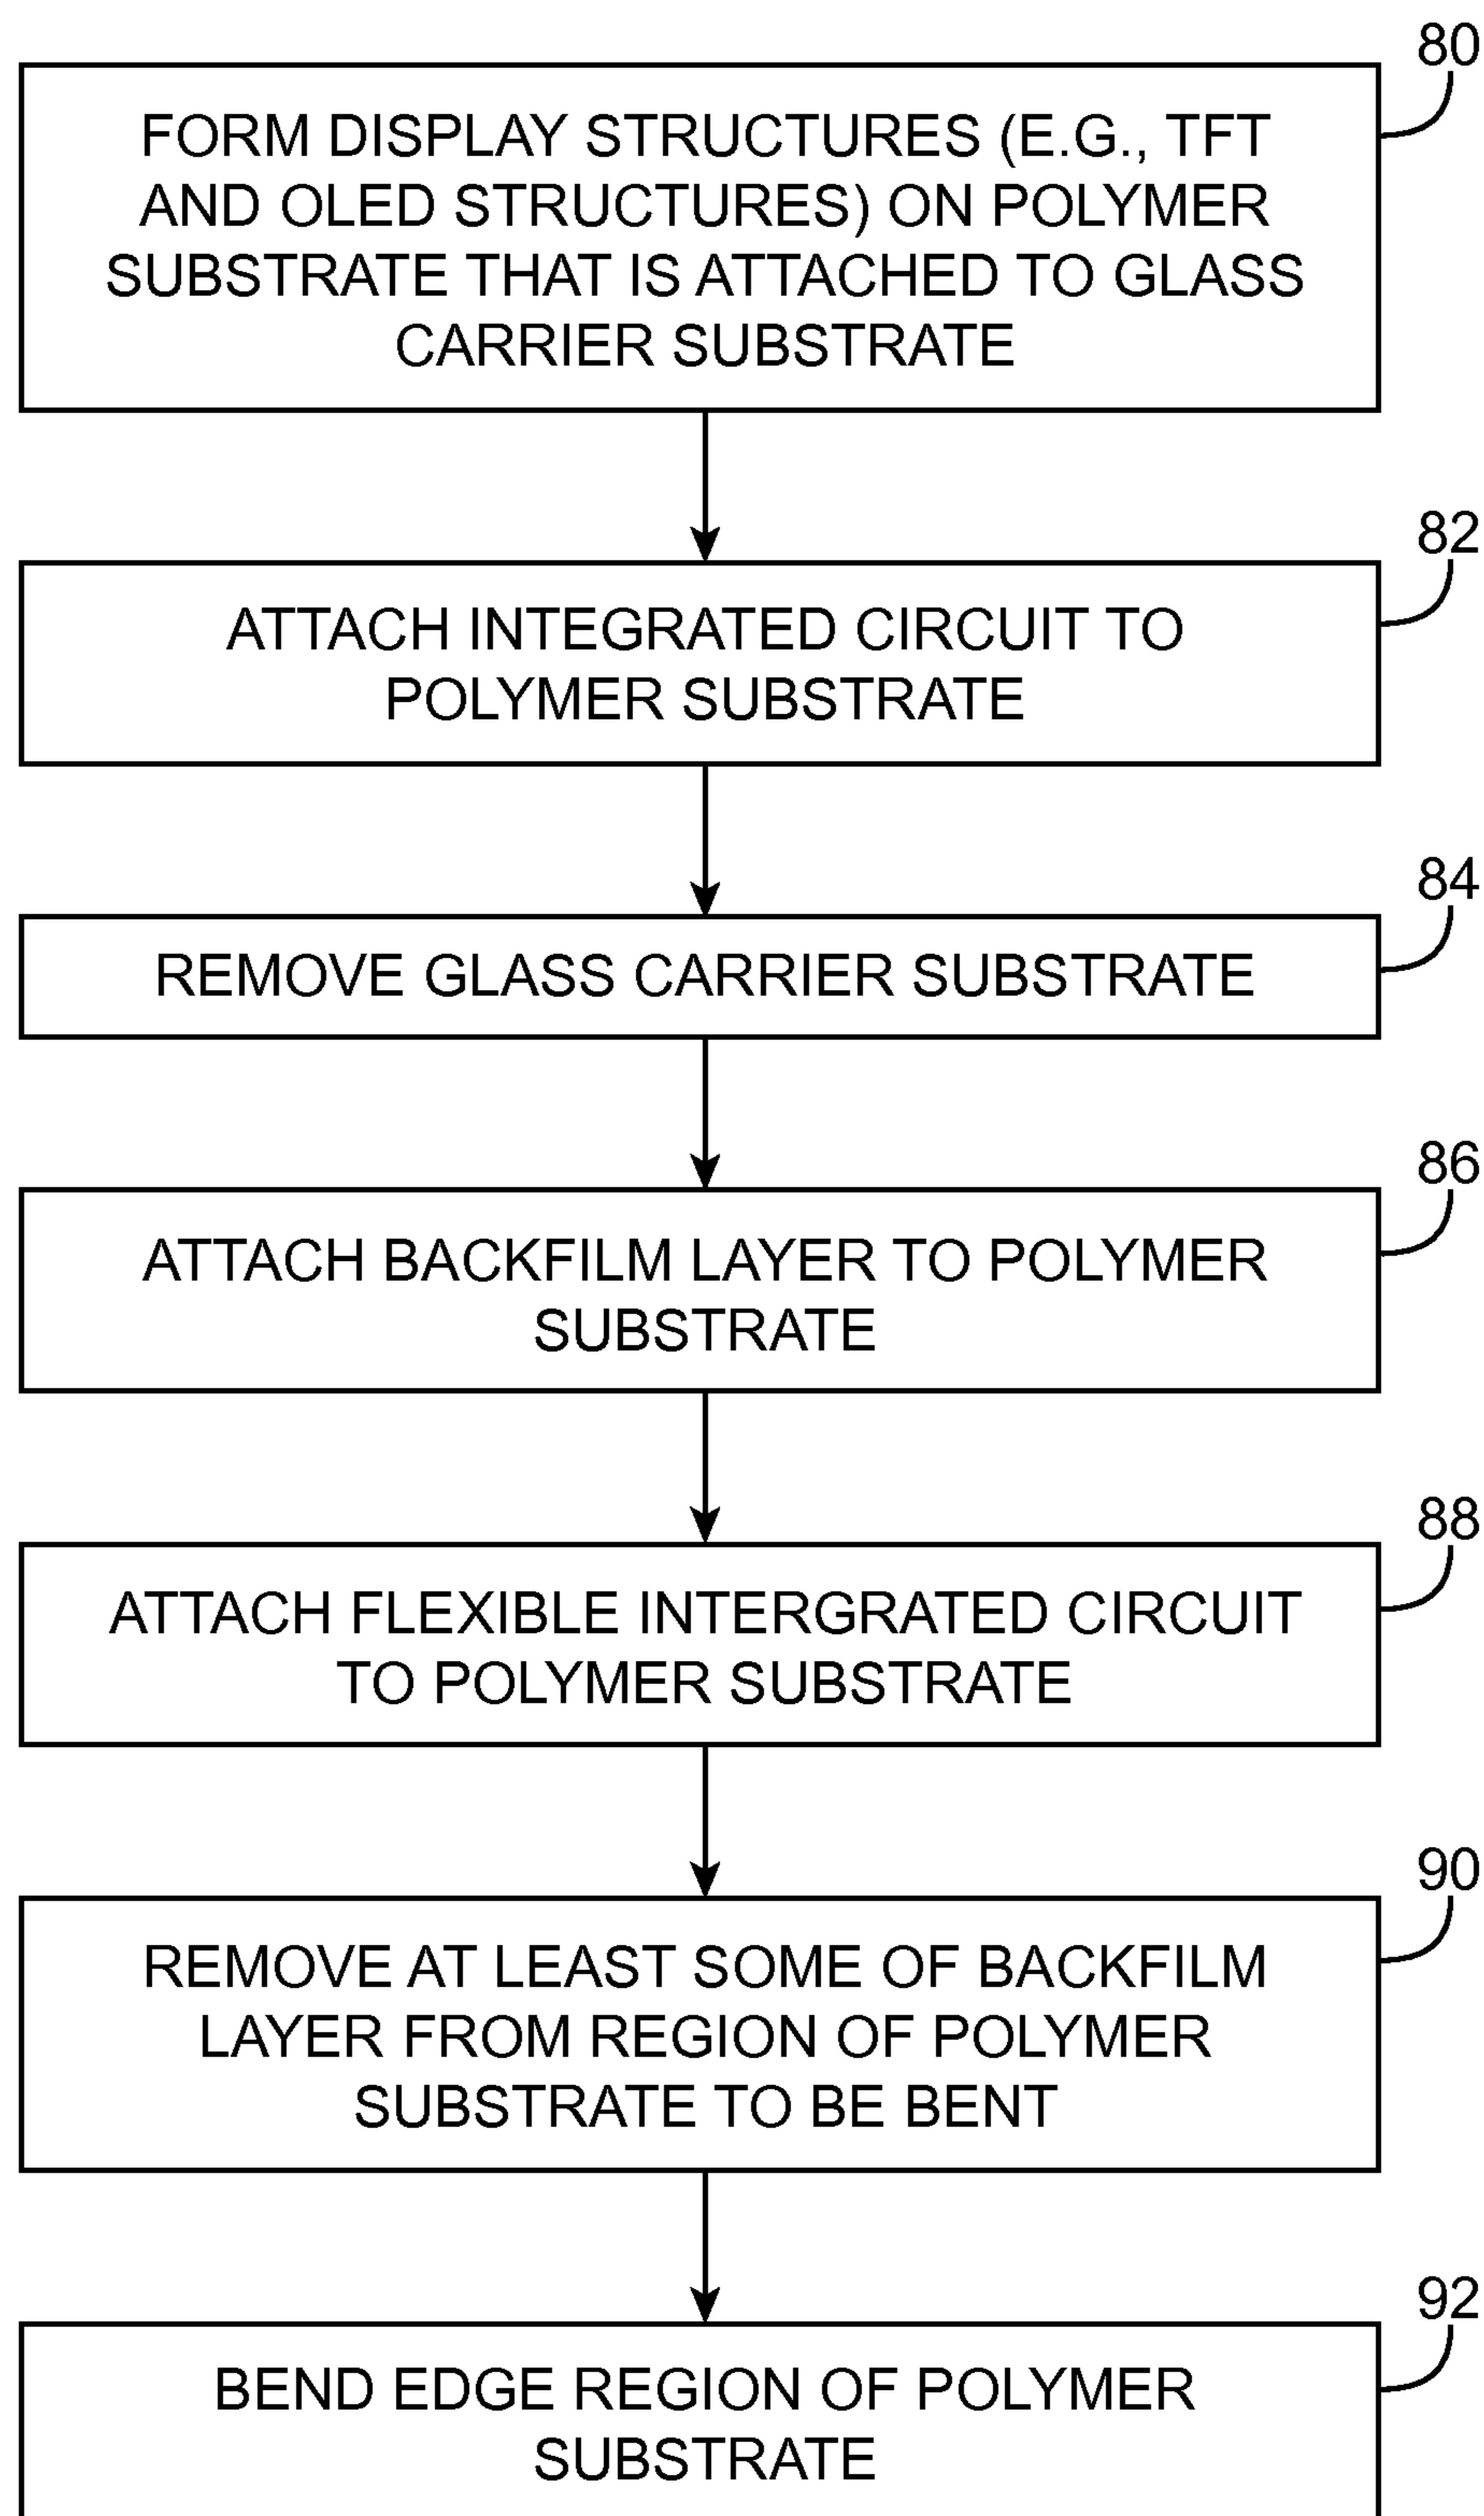 80
FORM DISPLAY STRUCTURES (E.G., TFT
AND OLED STRUCTURES) ON POLYMER
SUBSTRATE THAT IS ATTACHED TO GLASS
CARRIER SUBSTRATE
82
ATTACH INTEGRATED CIRCUIT TO
POLYMER SUBSTRATE
84
REMOVE GLASS CARRIER SUBSTRATE
86
ATTACH BACKFILM LAYER TO POLYMER
SUBSTRATE
88
ATTACH FLEXIBLE INTERGRATED CIRCUIT
TO POLYMER SUBSTRATE
90
REMOVE AT LEAST SOME OF BACKFILM
LAYER FROM REGION OF POLYMER
SUBSTRATE TO BE BENT
92
BEND EDGE REGION OF POLYMER
SUBSTRATE